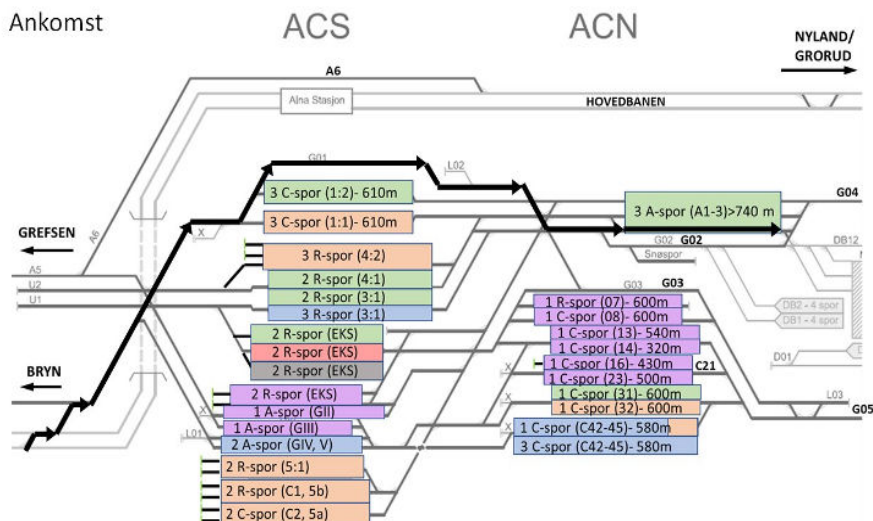 Ankomst
ACS
ACN
NYLAND/
GRORUD
A6
Alna Stasjon
HOVEDBANEN
G01
L02
3 C-spor (1:2)- 610m
3 C-spor (1:1)- 610m
X
3 A-spor (A1-3)>740 m
G04
GREFSEN
A6
3 R-spor (4:2)
G02
G02
Snøspor
DB12
A5
U2
U1
2 R-spor (4:1)
2 R-spor (3:1)
3 R-spor (3:1)
G03
G03
1 R-spor (07)- 600m
1 C-spor (08)- 600m
DB2 - 4 spor
DB1 - 4 spor
2 R-spor (EKS)
2 R-spor (EKS)
2 R-spor (EKS)
X
1 C-spor (13)- 540m
1 C-spor (14)- 320m
1 C-spor (16)- 430m
1 C-spor (23)- 500m
C21
D01
BRYN
2 R-spor (EKS)
X
1 A-spor (GII)
1 A-spor (GIII)
L01
2 A-spor (GIV, V)
X
1 C-spor (31)- 600m
1 C-spor (32)- 600m
L03
G05
X
1 C-spor (C42-45)- 580m
3 C-spor (C42-45)- 580m
2 R-spor (5:1)
2 R-spor (C1, 5b)
2 C-spor (C2, 5a)